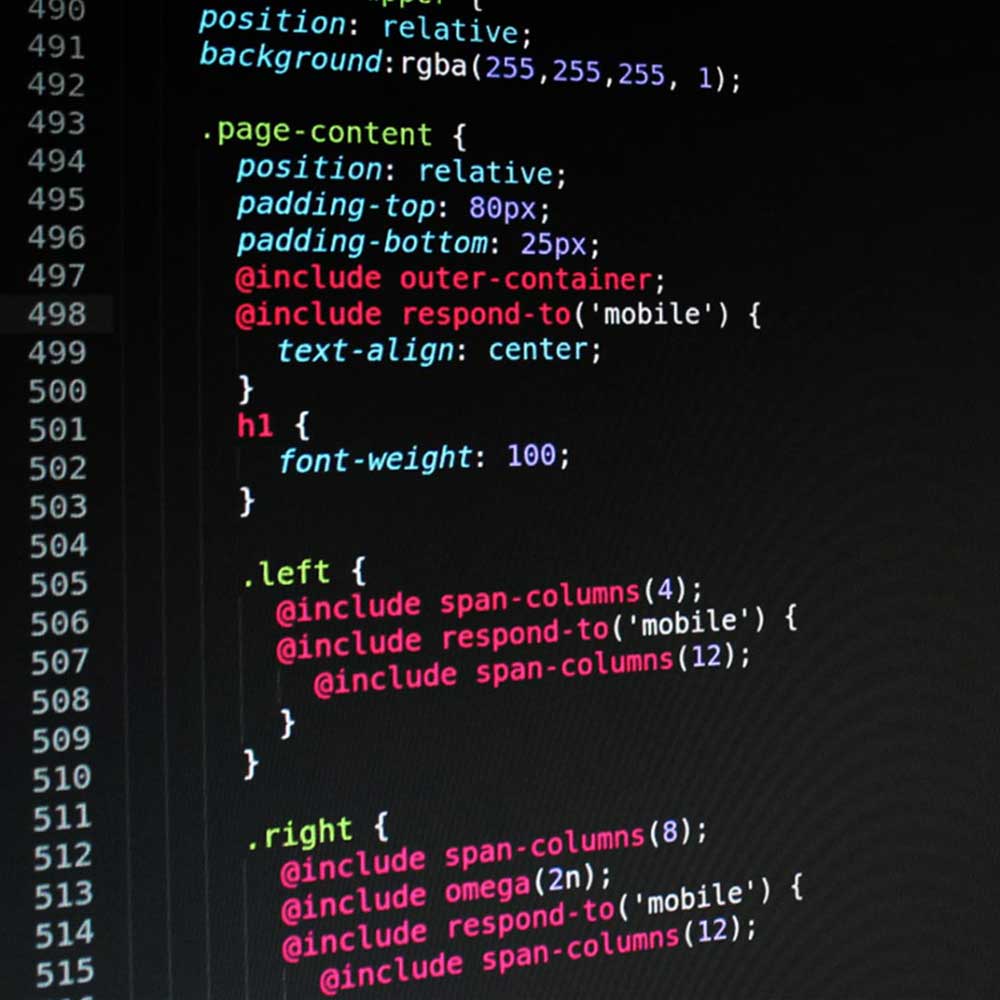 490 position: relative;
491 background:rgba(255,255,255, 1);
492
493 .page-content {
494 position: relative;
495 padding-top: 80px;
496 padding-bottom: 25px;
497 @include outer-container;
498 @include respond-to('mobile') {
499 text-align: center;
500 }
501 h1 {
502 font-weight: 100;
503 }
504
505 .left {
506 @include span-columns(4);
507 @include respond-to('mobile') {
508 @include span-columns(12);
509 }
510 }
511
512 .right {
513 @include span-columns(8);
514 @include omega(2n);
515 @include respond-to('mobile') {
@include span-columns(12);